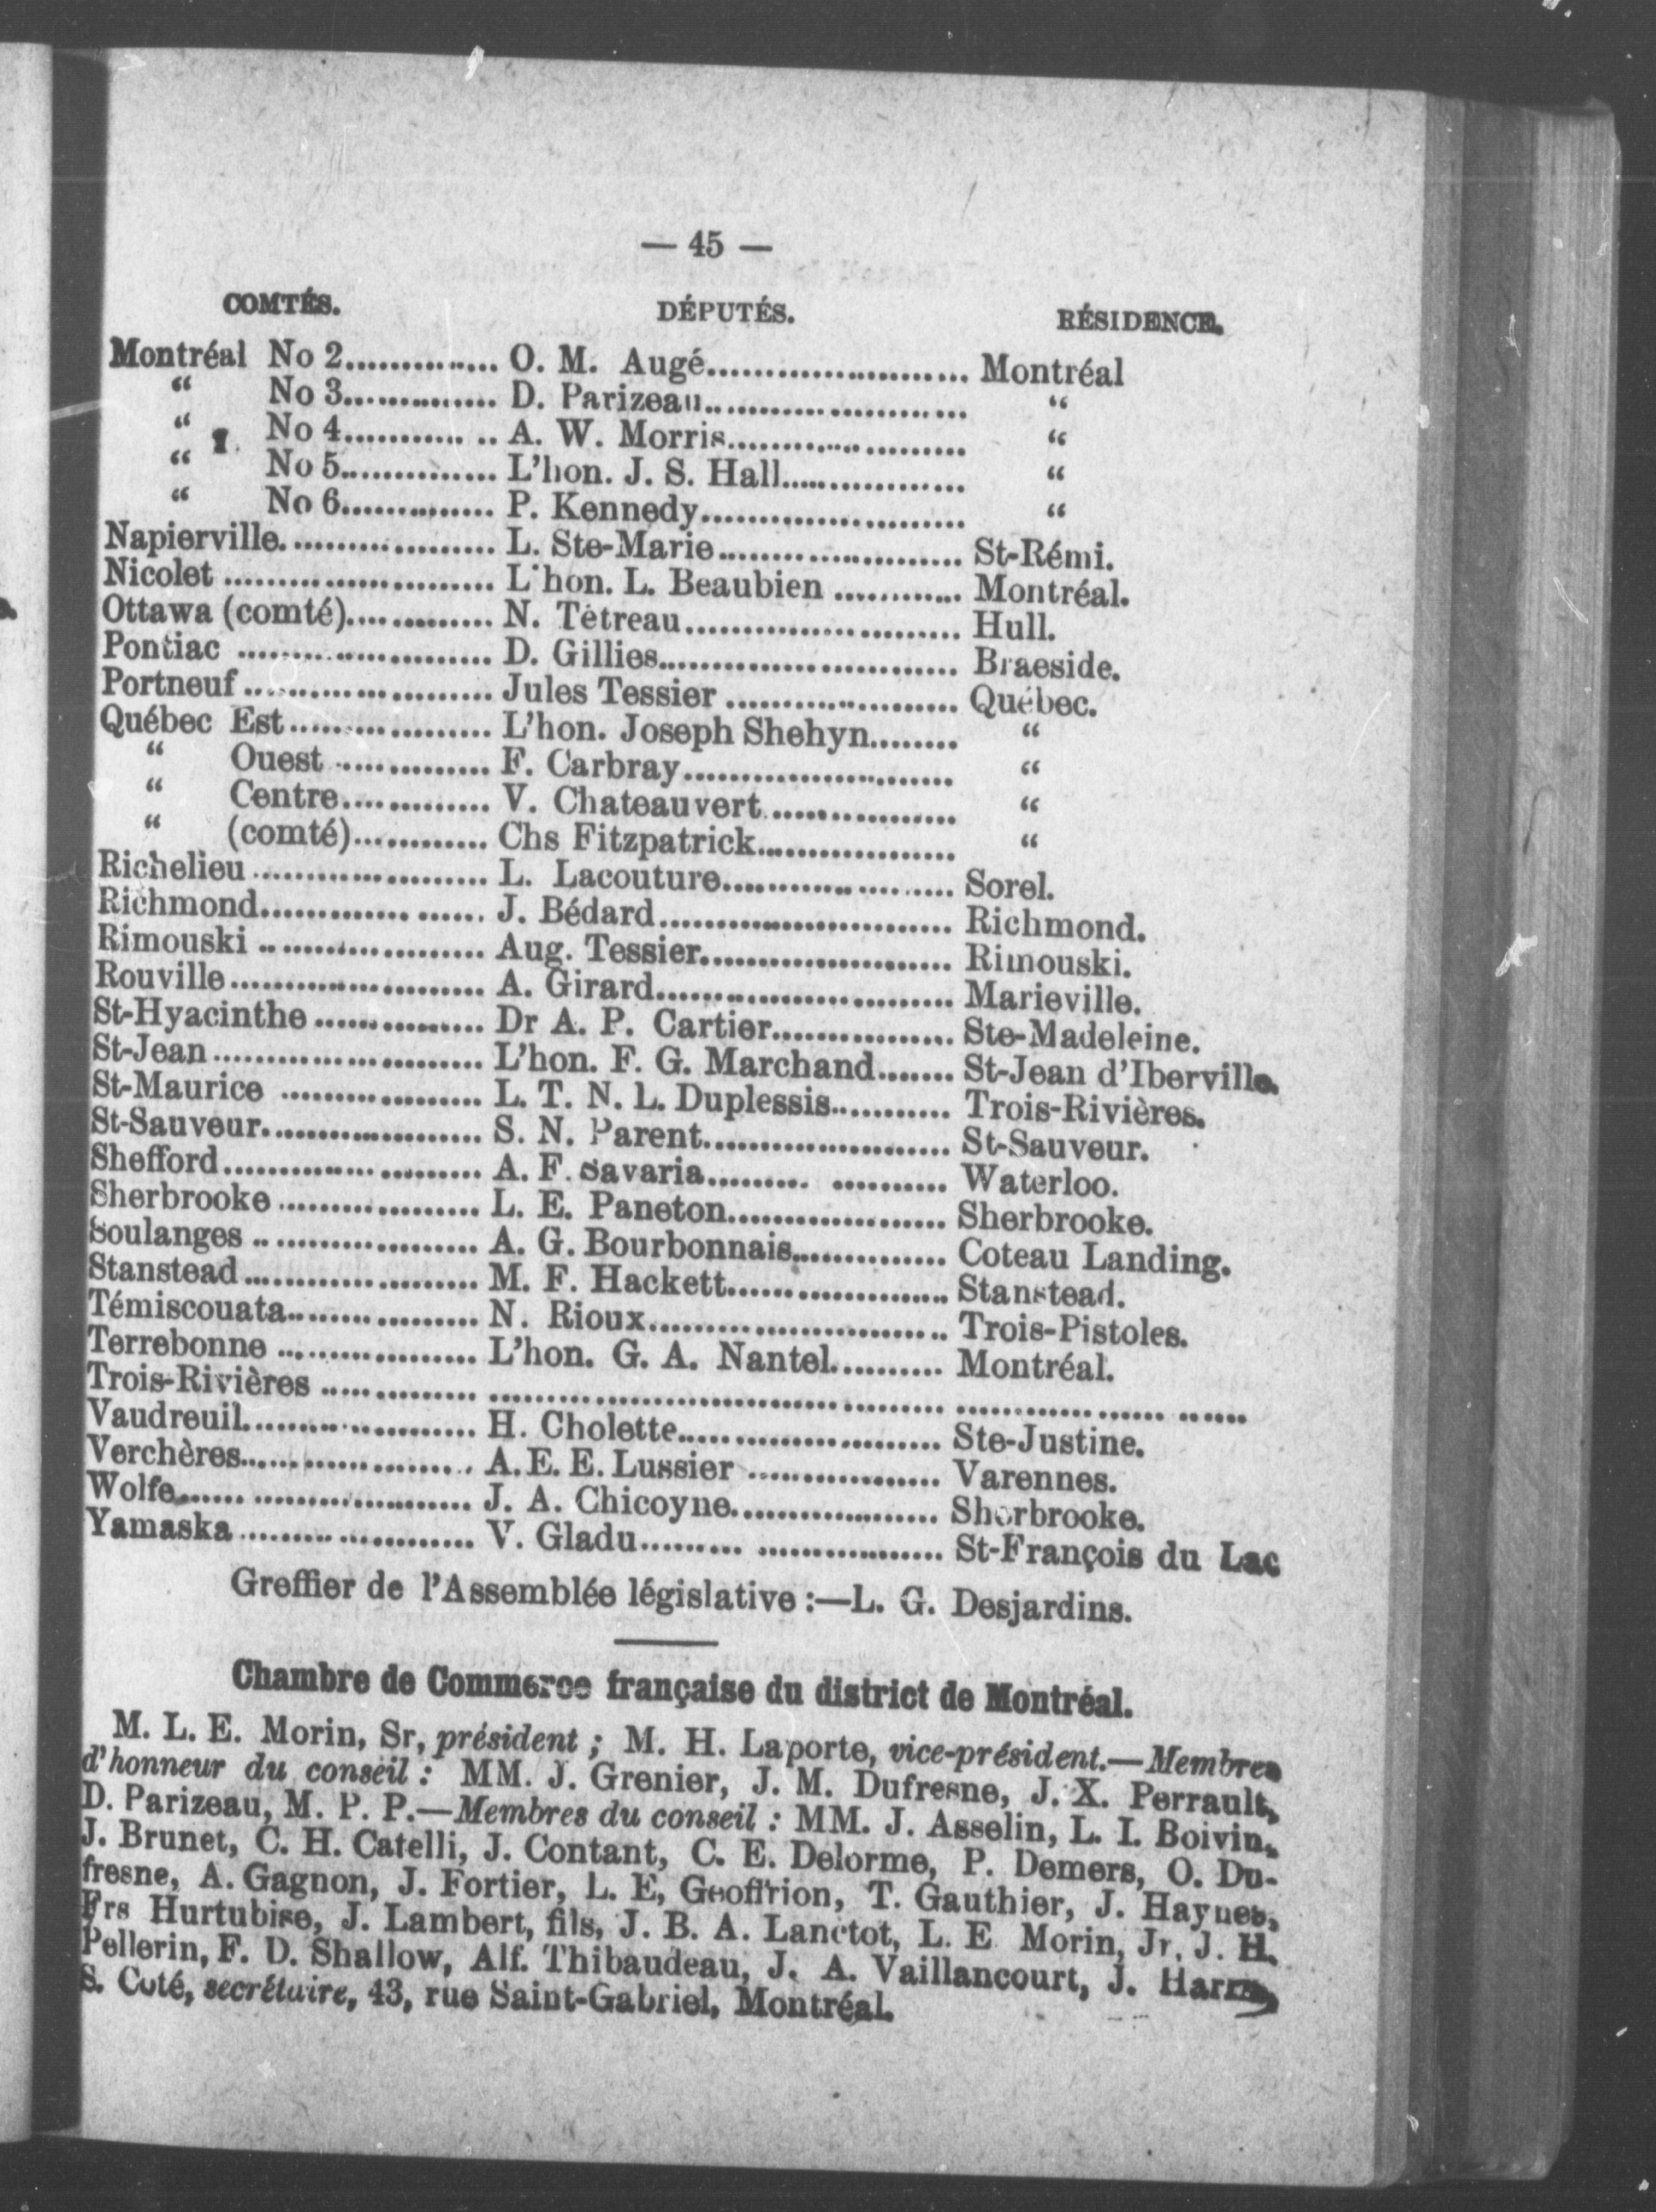 — 45 —
COMTÉS. DÉPUTÉS. RÉSIDENCE.
Montréal No 2.............. O. M. Augé........................ Montréal
“ No 3.............. D. Parizeau........................ “
“ No 4........... .. A. W. Morris...................... “
“ No 5.............. L'hon. J. S. Hall................. “
“ No 6.............. P. Kennedy........................ “
Napierville................... L. Ste-Marie...................... St-Rémi.
Nicolet ......................... L'hon. L. Beaubien ............ Montréal.
Ottawa (comté).............. N. Tétreau......................... Hull.
Pontiac ........................ D. Gillies........................... Braeside.
Portneuf....................... Jules Tessier ...................... Québec.
Québec Est................... L'hon. Joseph Shehyn........ “
“ Ouest .............. F. Carbray......................... “
“ Centre.............. V. Chateauvert.................. “
“ (comté)............ Chs Fitzpatrick................... “
Richelieu...................... L. Lacouture...................... Sorel.
Richmond............. ...... J. Bédard........................... Richmond.
Rimouski .. ................... Aug. Tessier....................... Rimouski.
Rouville........................ A. Girard........................... Marieville.
St-Hyacinthe ................ Dr A. P. Cartier................. Ste-Madeleine.
St-Jean......................... L'hon. F. G. Marchand....... St-Jean d'Iberville.
St-Maurice ................... L. T. N. L. Duplessis........... Trois-Rivières.
St-Sauveur.................... S. N. Parent....................... St-Sauveur.
Shefford.............. .......... A. F. Savaria......... .......... Waterloo.
Sherbrooke ................... L. E. Paneton.................... Sherbrooke.
Soulanges .. .................. A. G. Bourbonnais.............. Coteau Landing.
Stanstead...................... M. F. Hackett.................... Stanstead.
Témiscouata.................. N. Rioux............................ Trois-Pistoles.
Terrebonne ................... L'hon. G. A. Nantel.......... Montréal.
Trois-Rivières ............... ........................................... .......................
Vaudreuil...................... H. Cholette........................ Ste-Justine.
Verchères...................... A. E. E. Lussier .................. Varennes.
Wolfe....... .................... J. A. Chicoyne................... Sherbrooke.
Yamaska ...................... V. Gladu......... ................. St-François du Lac
Greffier de l'Assemblée législative :—L. G. Desjardins.
Chambre de Commerce française du district de Montréal.
M. L. E. Morin, Sr, président ; M. H. Laporte, vice-président.—Membres
d'honneur du conseil : MM. J. Grenier, J. M. Dufresne, J. X. Perrault,
D. Parizeau, M. P. P.—Membres du conseil : MM. J. Asselin, L. I. Boivin,
J. Brunet, C. H. Catelli, J. Contant, C. E. Delorme, P. Demers, O. Du-
fresne, A. Gagnon, J. Fortier, L. E, Geoffrion, T. Gauthier, J. Haynes,
Frs Hurtubise, J. Lambert, fils, J. B. A. Lanctot, L. E Morin, Jr, J. H.
Pellerin, F. D. Shallow, Alf. Thibaudeau, J. A. Vaillancourt, J.
S. Coté, secrétaire, 43, rue Saint-Gabriel, Montréal.